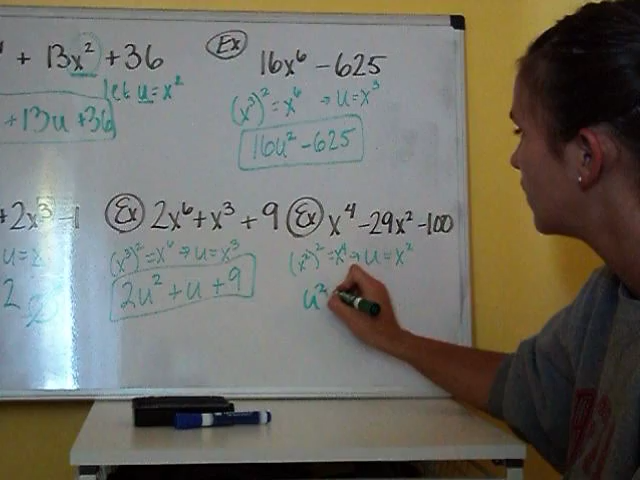 + 13x² + 36
let u = x²
+ 13u + 36
Ex 16x⁶ - 625
(x³)² = x⁶ → u = x³
16u² - 625
+2x³ - 1
u = x
2
Ex 2x⁶ + x³ + 9
(x³)² = x⁶ → u = x³
2u² + u + 9
Ex x⁴ - 29x² - 100
(x²)² = x⁴ → u = x²
u²